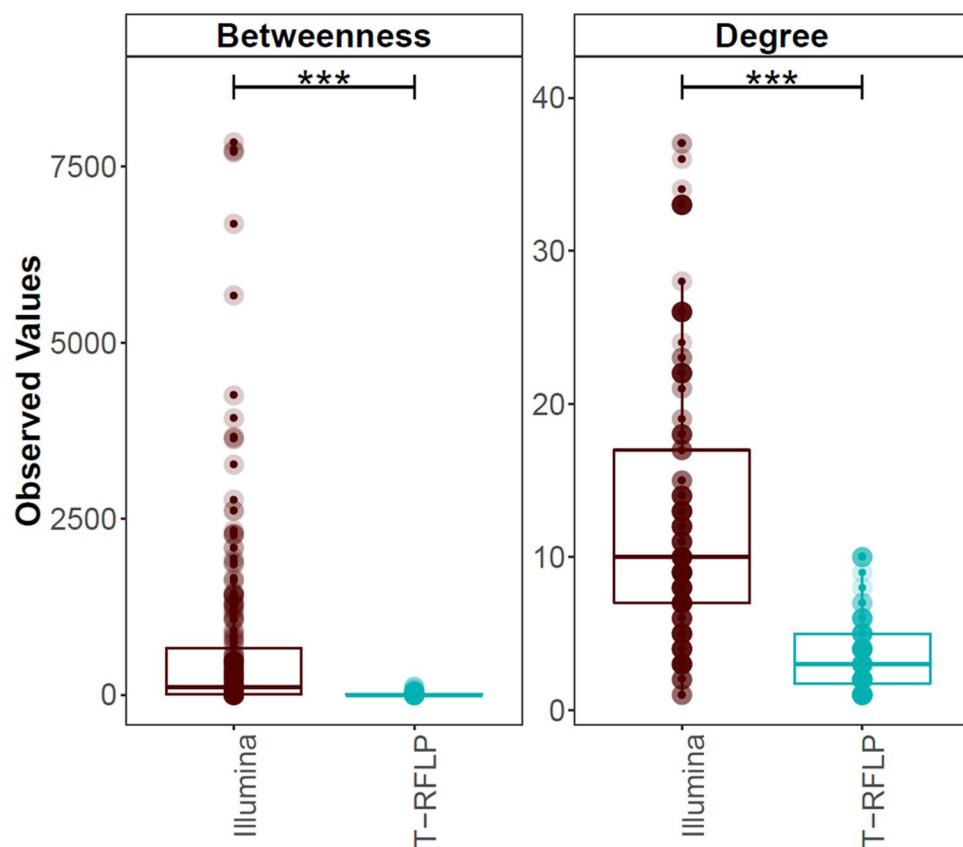 Betweenness
Degree
***
***
Observed Values
7500
5000
2500
0
40
30
20
10
0
Illumina
T−RFLP
Illumina
T−RFLP